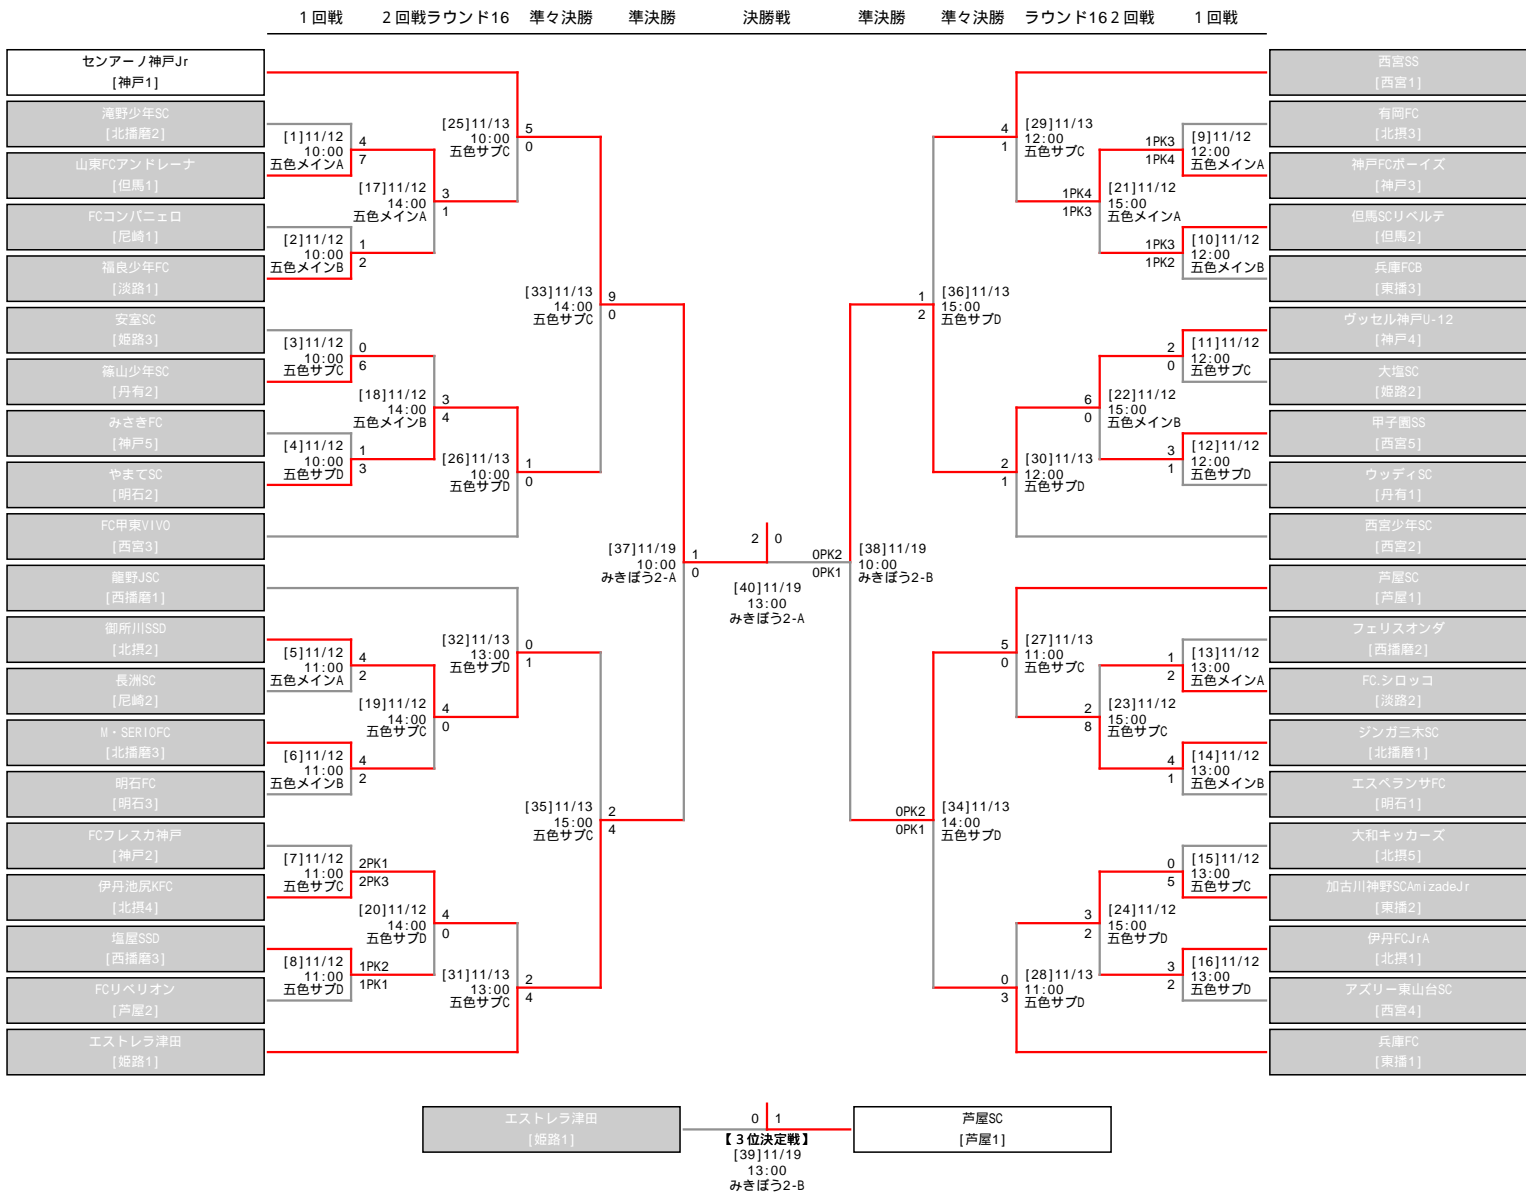 1回戦 2回戦 ラウンド16 準々決勝 準決勝 決勝戦 準決勝 準々決勝 ラウンド16 2回戦 1回戦
センアーノ神戸Jr
[神戸1]
滝野少年SC
[北播磨2]
山東FCアンドレーナ
[但馬1]
FCコンパニェロ
[尼崎1]
福良少年FC
[淡路1]
安室SC
[姫路3]
篠山少年SC
[丹有2]
みさきFC
[神戸5]
やまてSC
[明石2]
FC甲東VIVO
[西宮3]
龍野JSC
[西播磨1]
御所川SSD
[北摂2]
長洲SC
[尼崎2]
M・SERIOFC
[北播磨3]
明石FC
[明石3]
FCフレスカ神戸
[神戸2]
伊丹池尻KFC
[北摂4]
塩屋SSD
[西播磨3]
FCリベリオン
[芦屋2]
エストレラ津田
[姫路1]
[1]11/12 4
10:00 7
五色メインA
[2]11/12 1
10:00 2
五色メインB
[3]11/12 0
10:00 6
五色サブC
[4]11/12 1
10:00 3
五色サブD
[5]11/12 4
11:00 2
五色メインA
[6]11/12 4
11:00 2
五色メインB
[7]11/12 2PK1
11:00 2PK3
五色サブC
[8]11/12 1PK2
11:00 1PK1
五色サブD
[17]11/12 3
14:00 1
五色メインA
[18]11/12 3
14:00 4
五色メインB
[19]11/12 4
14:00 0
五色サブC
[20]11/12 4
14:00 0
五色サブD
[25]11/13 5
10:00 0
五色サブC
[26]11/13 1
10:00 0
五色サブD
[32]11/13 0
13:00 1
五色サブD
[31]11/13 2
13:00 4
五色サブC
[33]11/13 9
14:00 0
五色サブC
[35]11/13 2
15:00 4
五色サブC
[37]11/19 1
10:00 0
みきぼう2-A
2 0
[40]11/19
13:00
みきぼう2-A
0PK2 [38]11/19
0PK1 10:00
みきぼう2-B
1 [36]11/13
2 15:00
五色サブD
0PK2 [34]11/13
0PK1 14:00
五色サブD
4 [29]11/13
1 12:00
五色サブC
2 [30]11/13
1 12:00
五色サブD
5 [27]11/13
0 11:00
五色サブC
0 [28]11/13
3 11:00
五色サブD
1PK4 [21]11/12
1PK3 15:00
五色メインA
6 [22]11/12
0 15:00
五色メインB
2 [23]11/12
8 15:00
五色サブC
3 [24]11/12
2 15:00
五色サブD
1PK3 [9]11/12
1PK4 12:00
五色メインA
1PK3 [10]11/12
1PK2 12:00
五色メインB
2 [11]11/12
0 12:00
五色サブC
3 [12]11/12
1 12:00
五色サブD
1 [13]11/12
2 13:00
五色メインA
4 [14]11/12
1 13:00
五色メインB
0 [15]11/12
5 13:00
五色サブC
3 [16]11/12
2 13:00
五色サブD
西宮SS
[西宮1]
有岡FC
[北摂3]
神戸FCボーイズ
[神戸3]
但馬SCリベルテ
[但馬2]
兵庫FCB
[東播3]
ヴッセル神戸U-12
[神戸4]
大塩SC
[姫路2]
甲子園SS
[西宮5]
ウッディSC
[丹有1]
西宮少年SC
[西宮2]
芦屋SC
[芦屋1]
フェリスオンダ
[西播磨2]
FC.シロッコ
[淡路2]
ジンガ三木SC
[北播磨1]
エスペランサFC
[明石1]
大和キッカーズ
[北摂5]
加古川神野SCAmizadeJr
[東播2]
伊丹FCJrA
[北摂1]
アズリー東山台SC
[西宮4]
兵庫FC
[東播1]
エストレラ津田
[姫路1]
0 1
【3位決定戦】
[39]11/19
13:00
みきぼう2-B
芦屋SC
[芦屋1]